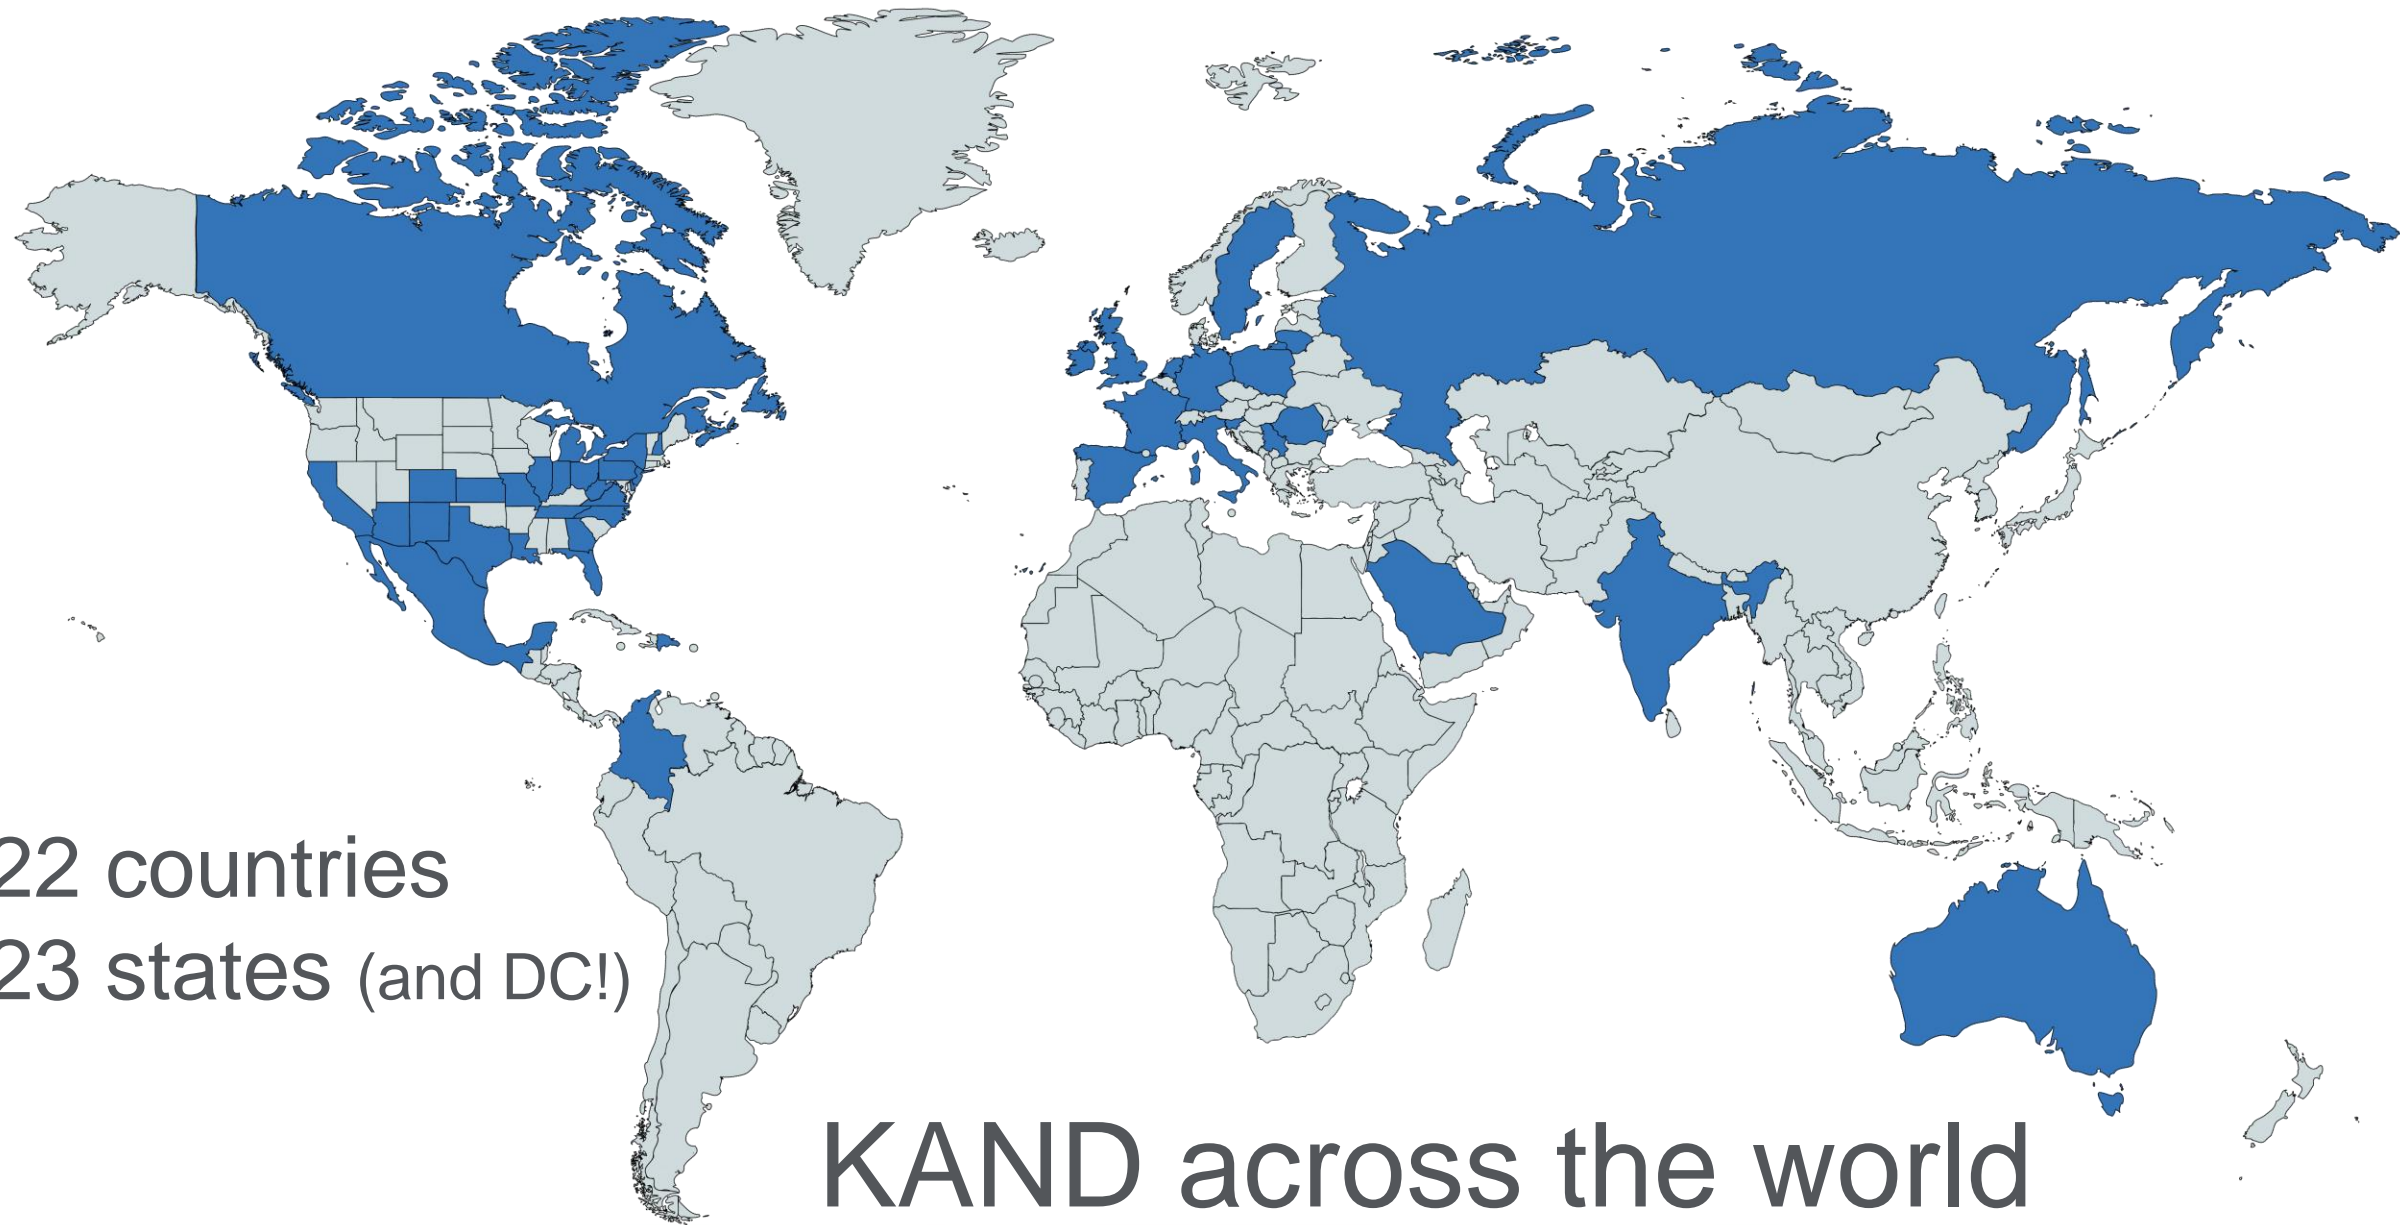 22 countries
23 states (and DC!)
KAND across the world